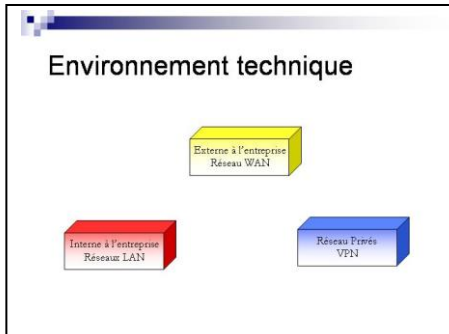 Environnement technique
Externe à l'entreprise
Réseau WAN
Interne à l'entreprise
Réseaux LAN
Réseau Privés
VPN